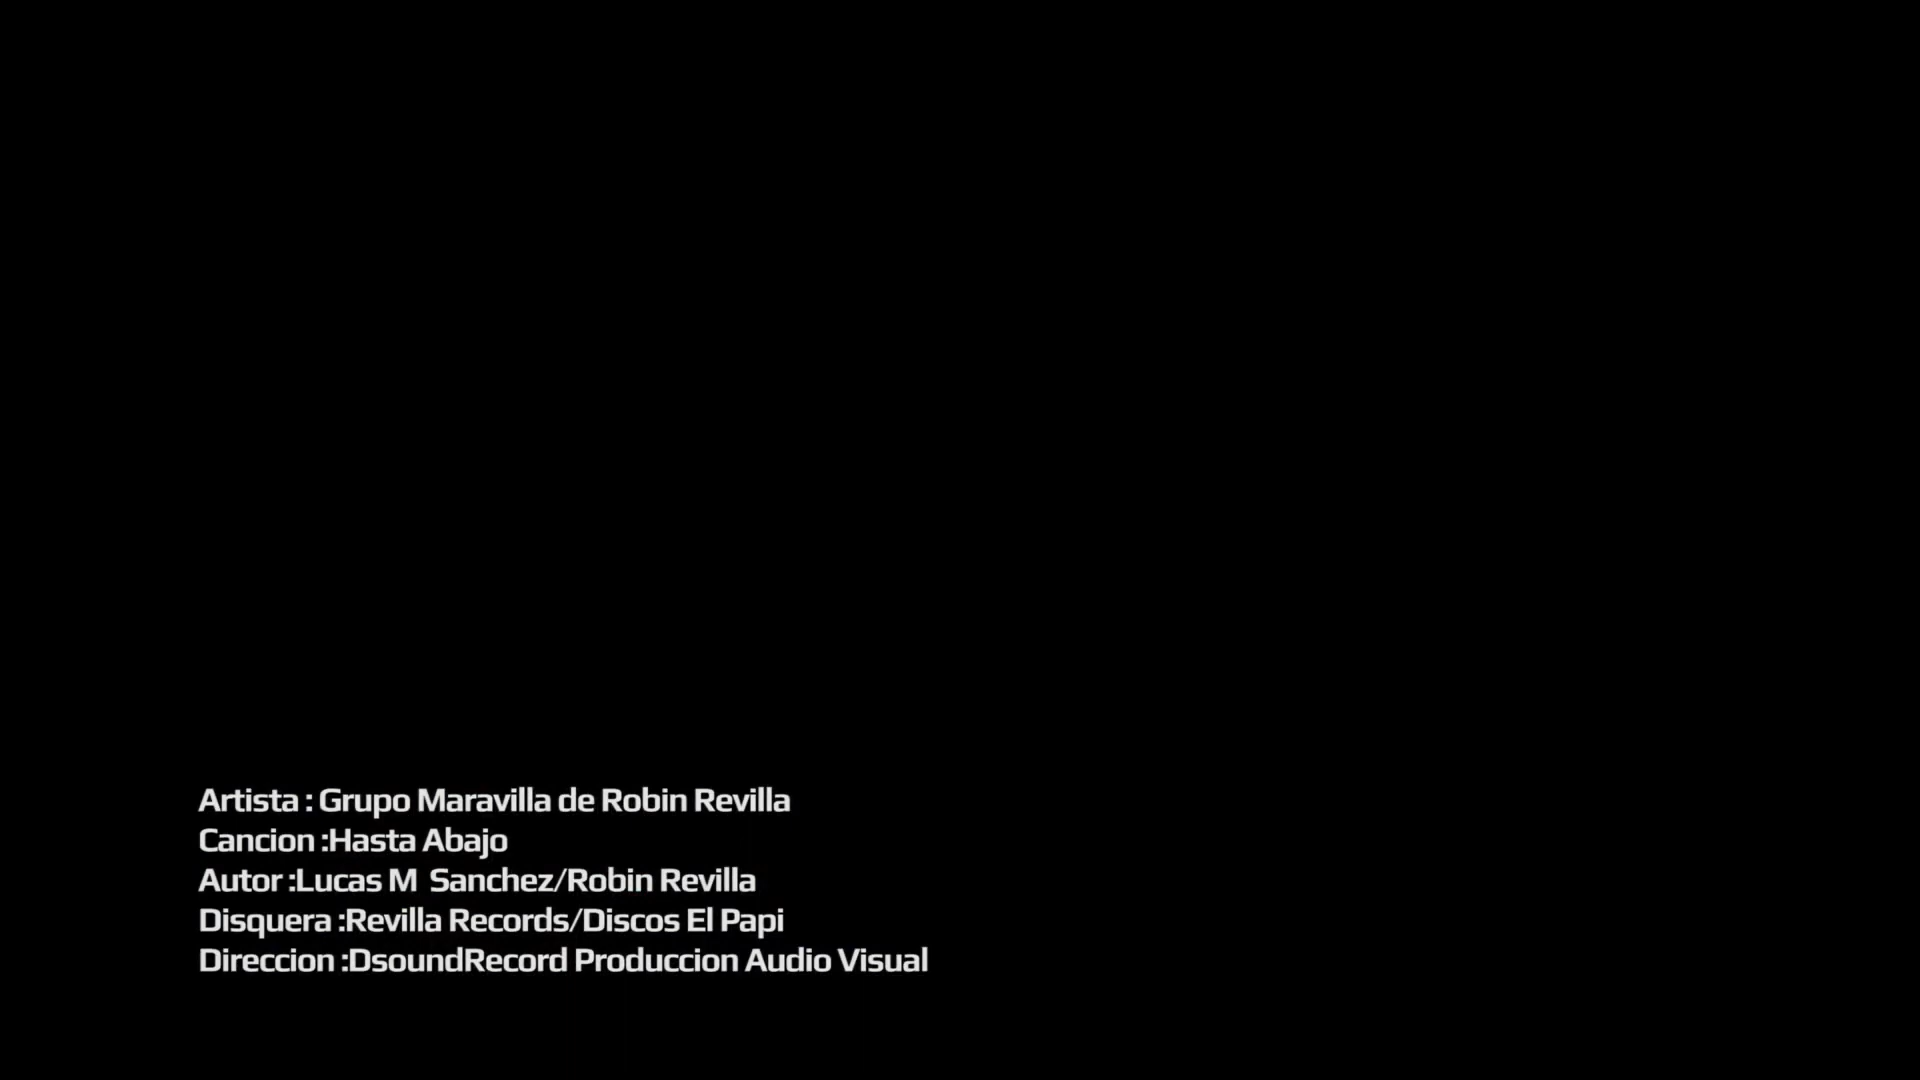 Artista : Grupo Maravilla de Robin Revilla
Cancion :Hasta Abajo
Autor :Lucas M  Sanchez/Robin Revilla
Disquera :Revilla Records/Discos El Papi
Direccion :DsoundRecord Produccion Audio Visual